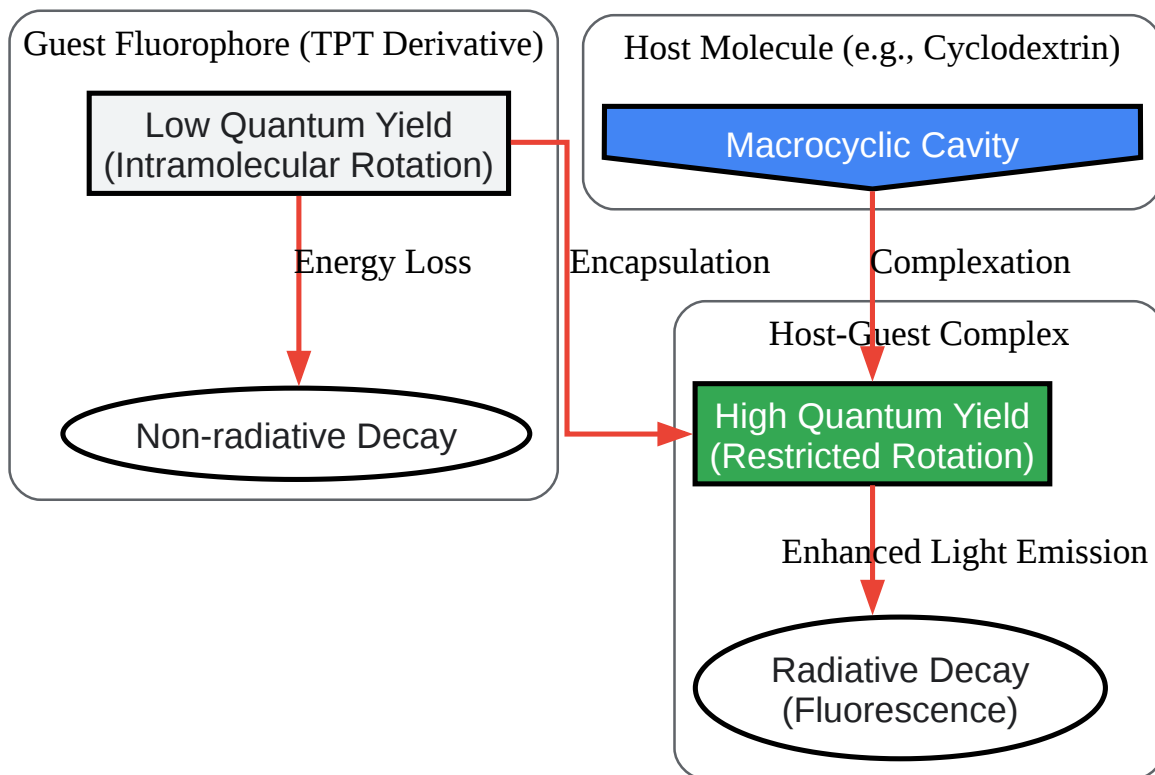 Guest Fluorophore (TPT Derivative)
Low Quantum Yield
(Intramolecular Rotation)
Energy Loss
Non-radiative Decay
Encapsulation
Host Molecule (e.g., Cyclodextrin)
Macrocyclic Cavity
Complexation
Host-Guest Complex
High Quantum Yield
(Restricted Rotation)
Enhanced Light Emission
Radiative Decay
(Fluorescence)